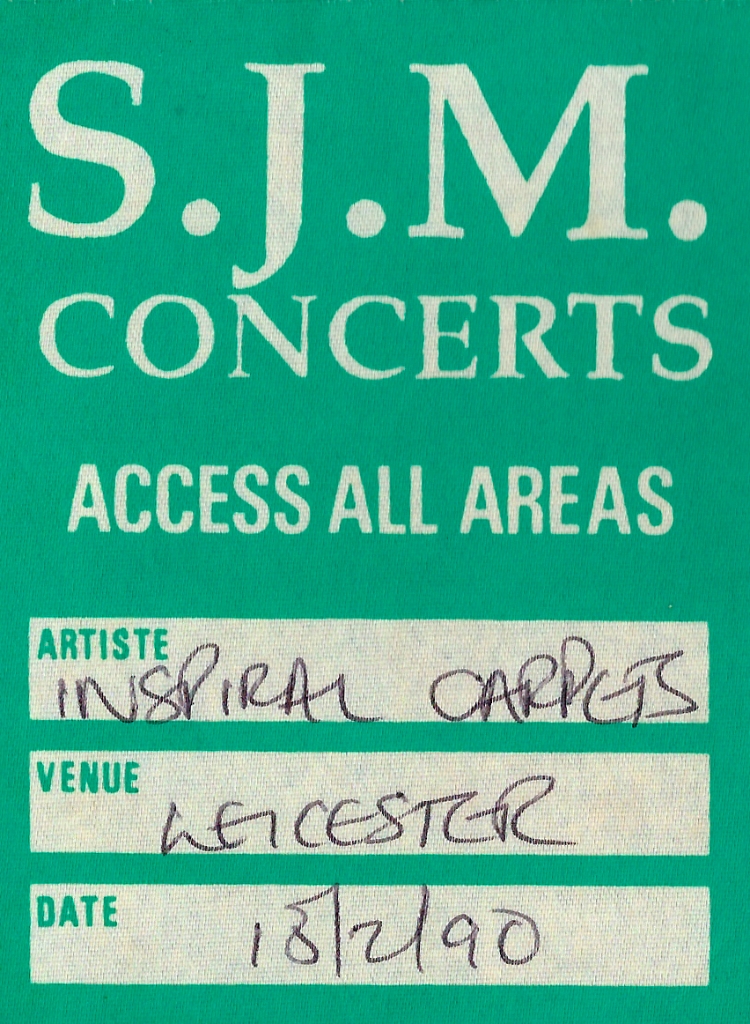 S.J.M.
CONCERTS
ACCESS ALL AREAS
ARTISTE
INSPIRAL CARPETS
VENUE
LEICESTER
DATE
18/2/90